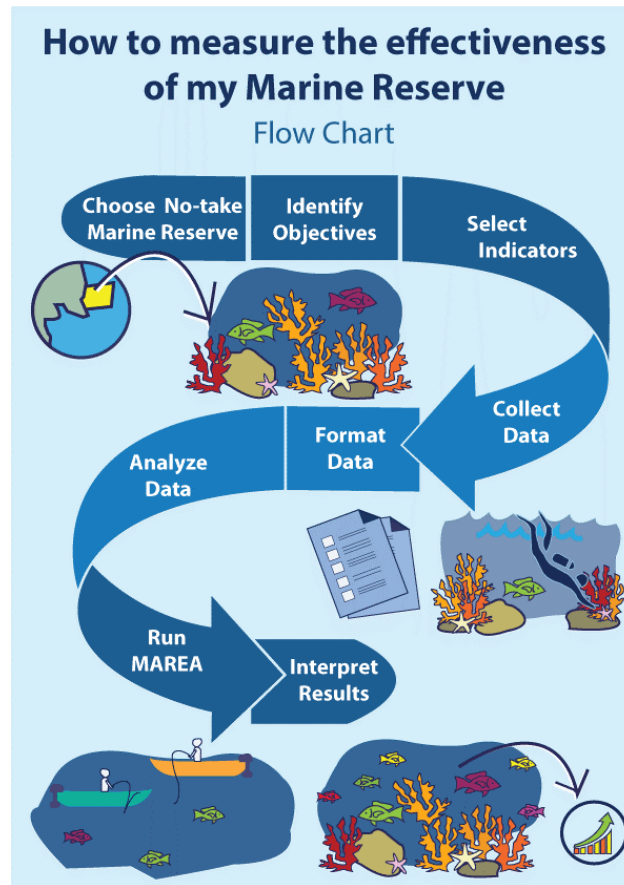 How to measure the effectiveness
of my Marine Reserve
Flow Chart
Choose No-take
Marine Reserve
Identify
Objectives
Select
Indicators
Collect
Data
Format
Data
Analyze
Data
Run
MAREA
Interpret
Results